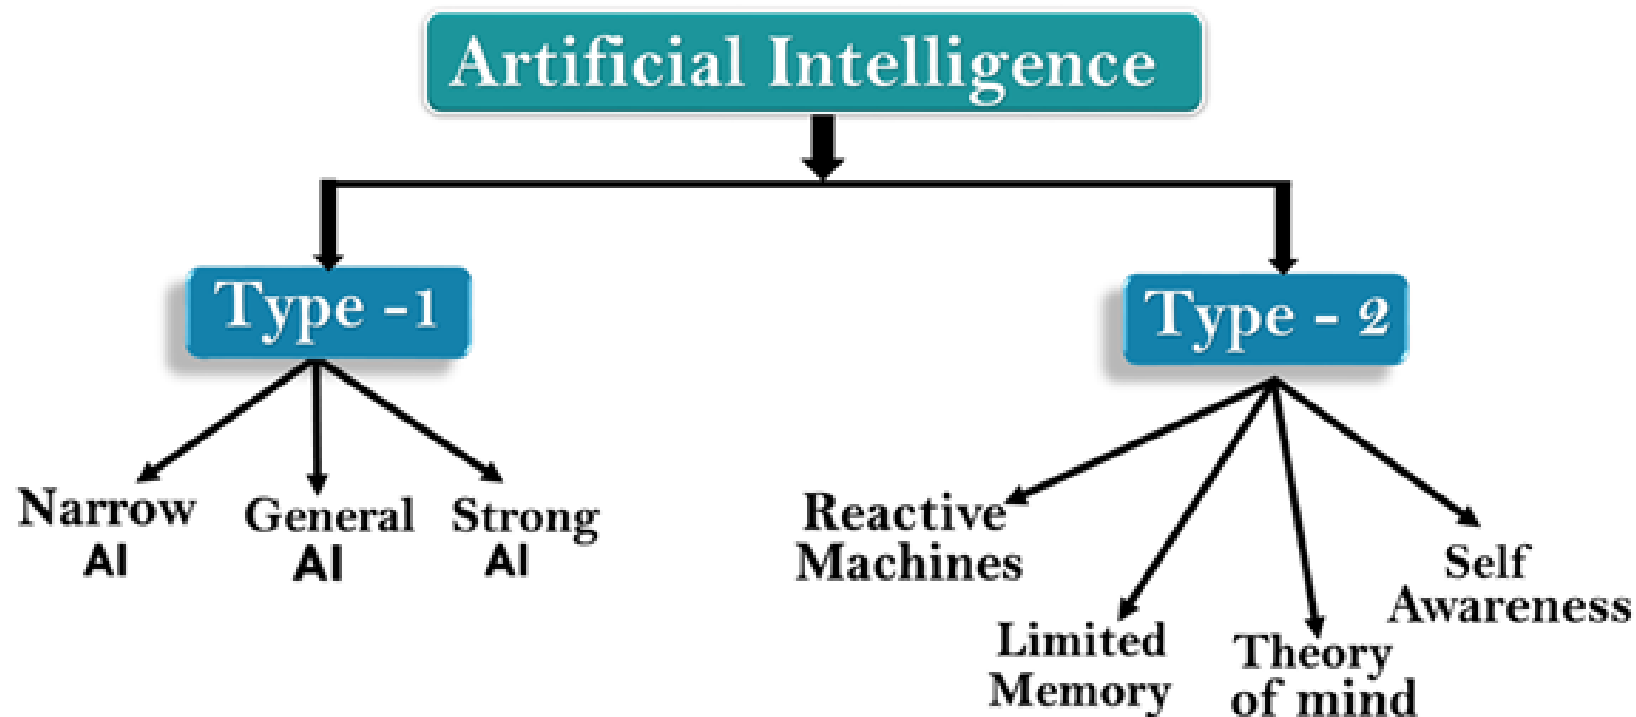 Artificial Intelligence
Type -1
Type - 2
Narrow
AI
General
AI
Strong
AI
Reactive
Machines
Limited
Memory
Theory
of mind
Self
Awareness